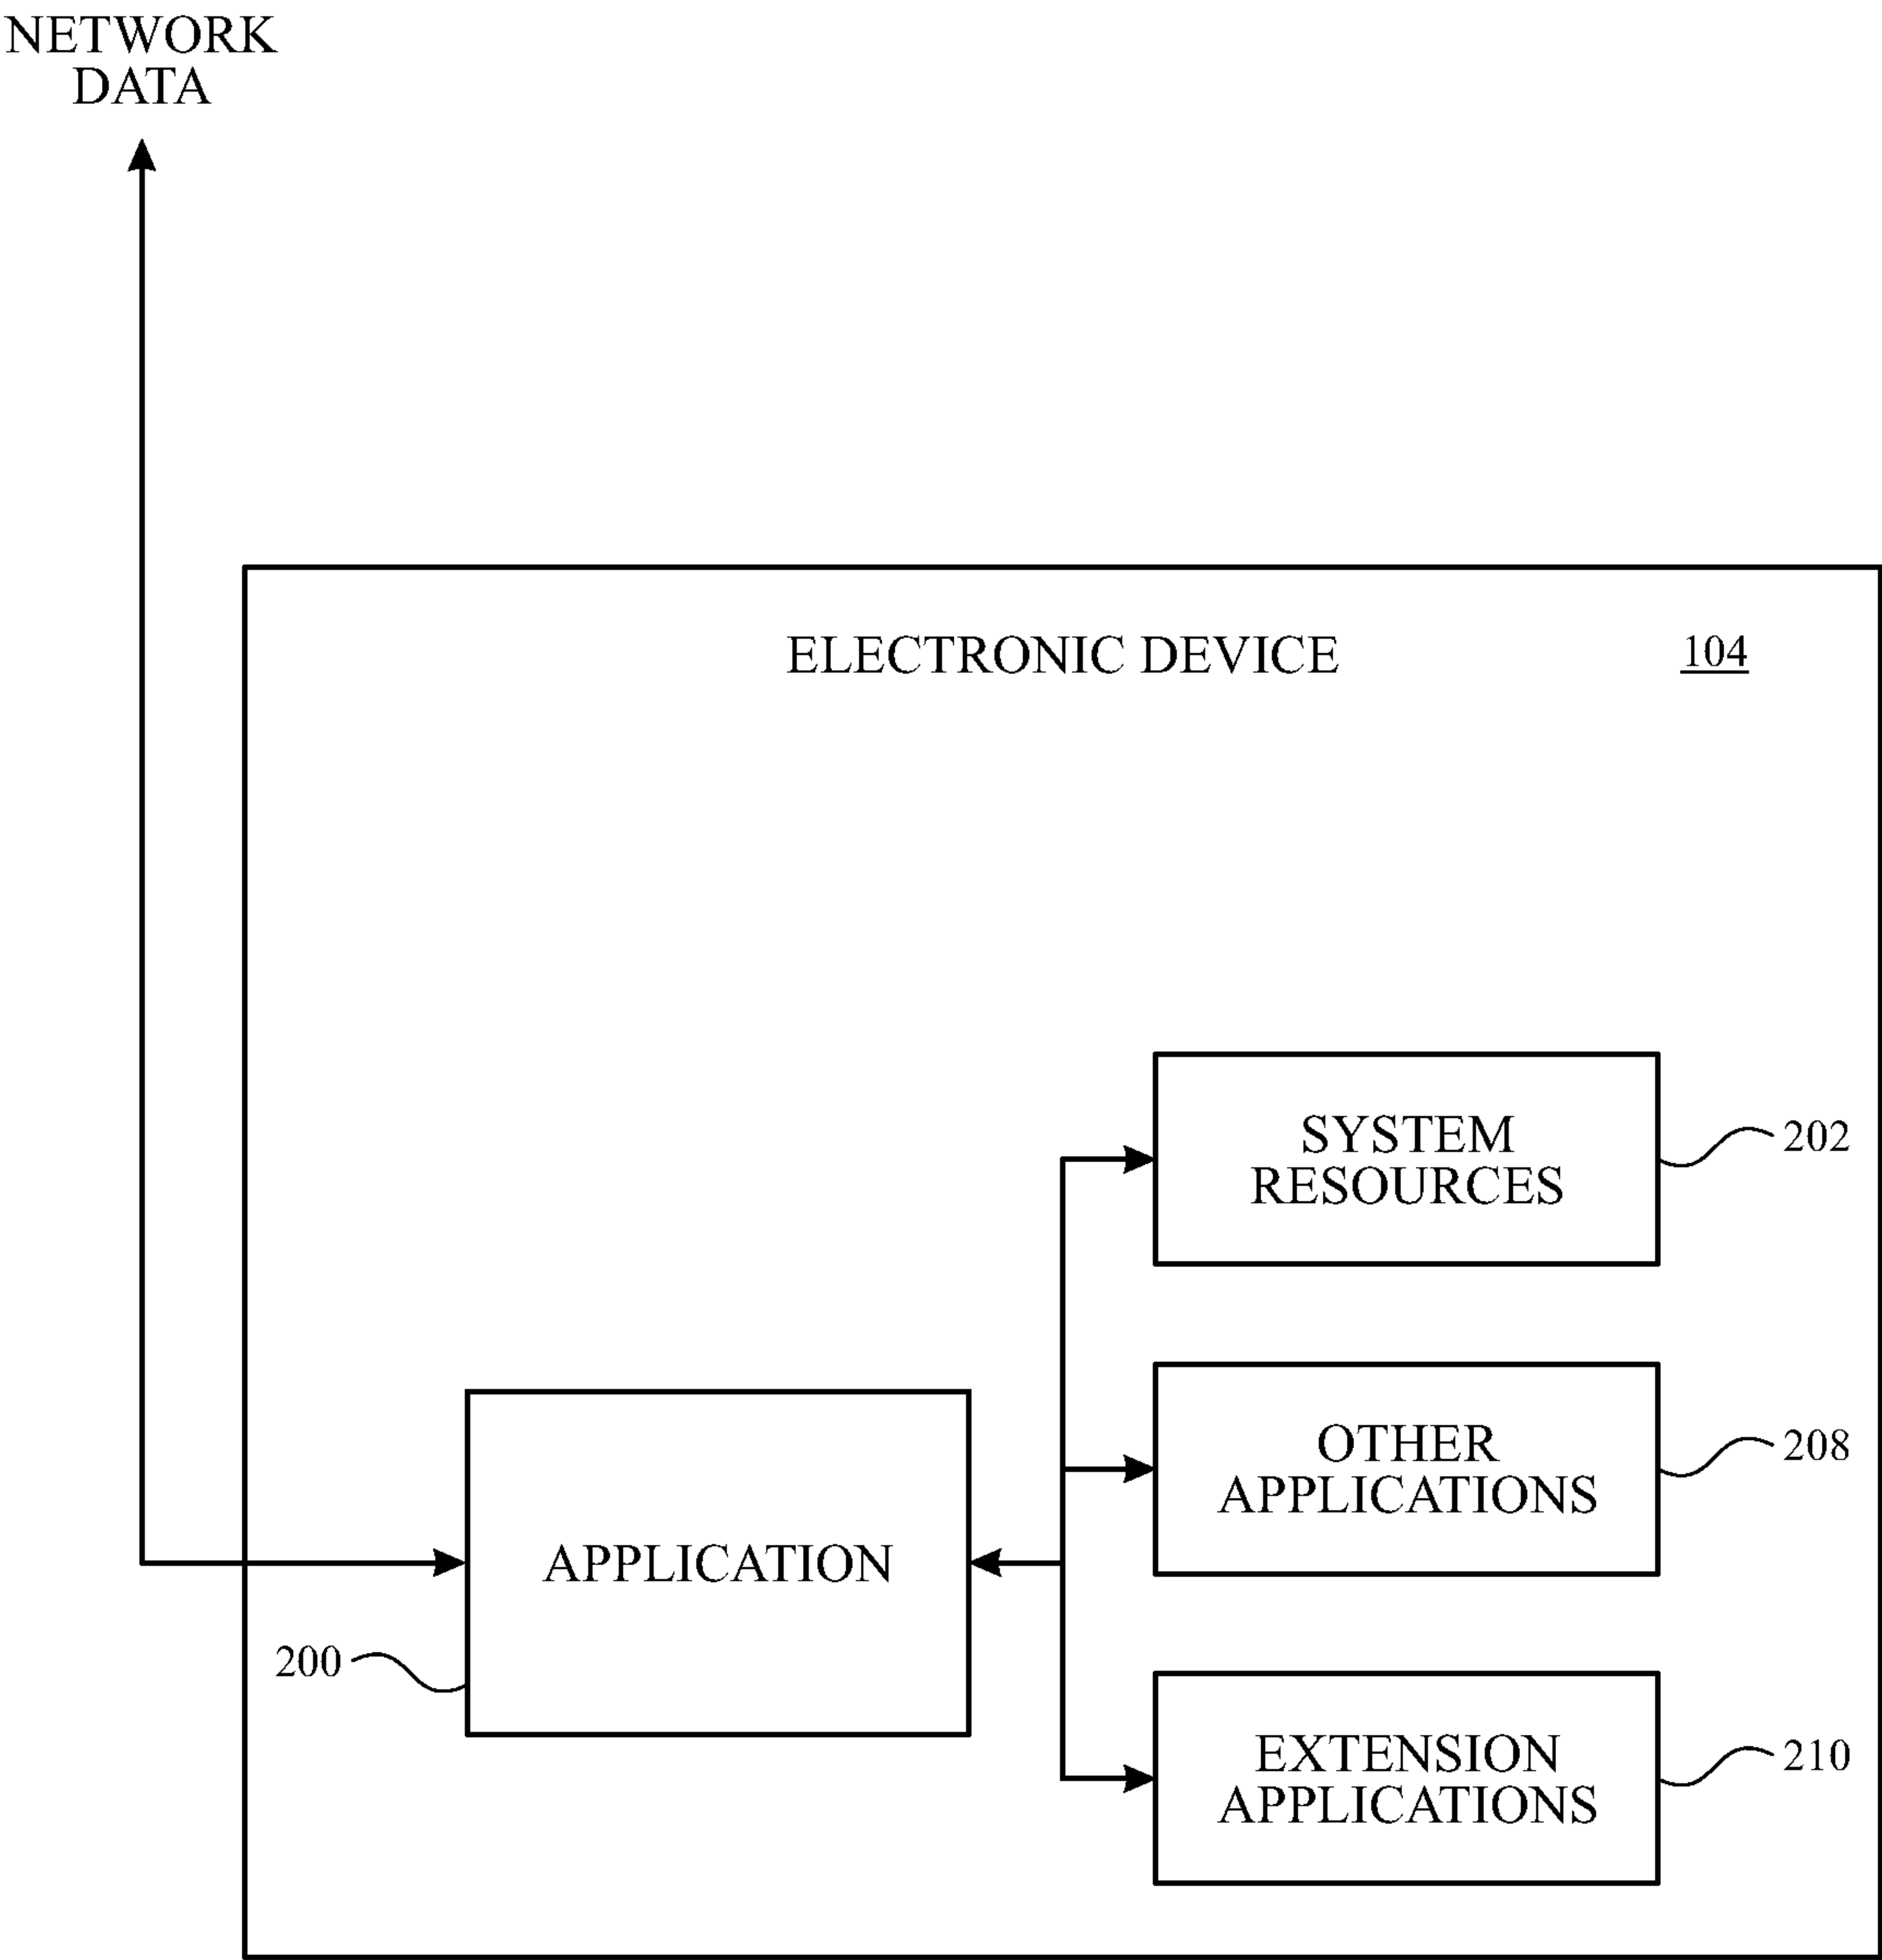 NETWORK
DATA
ELECTRONIC DEVICE
104
SYSTEM
RESOURCES
202
OTHER
APPLICATIONS
208
APPLICATION
200
EXTENSION
APPLICATIONS
210